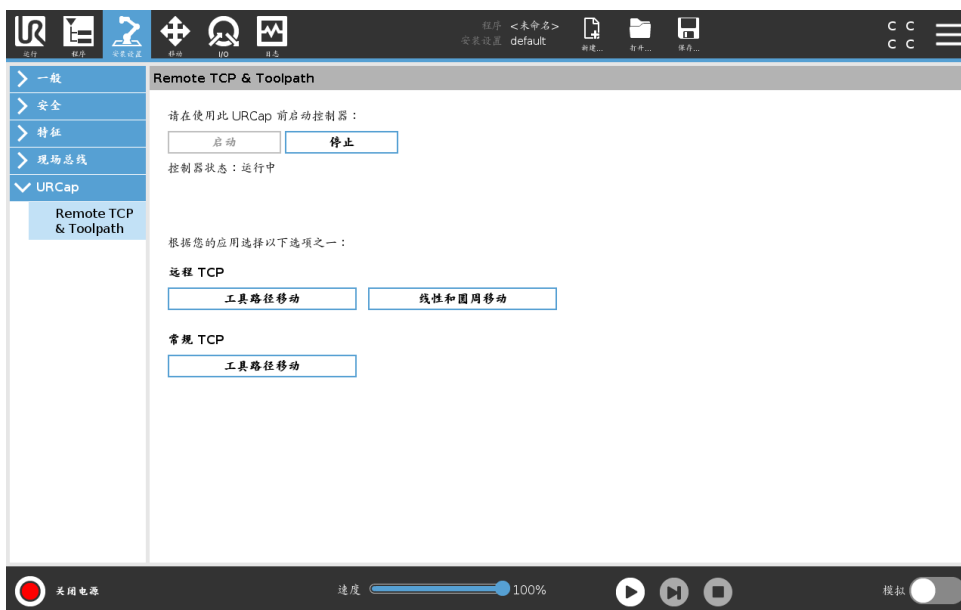 UR
运行
程序
安装设置
移动
I/O
日志
程序 <未命名>
安装设置 default
新建...
打开...
保存...
C C
C C
一般
安全
特征
现场总线
URCap
Remote TCP
& Toolpath
Remote TCP & Toolpath
请在使用此 URCap 前启动控制器：
启动
停止
控制器状态：运行中
根据您的应用选择以下选项之一：
远程 TCP
工具路径移动
线性和圆周移动
常规 TCP
工具路径移动
关闭电源
速度
100%
模拟